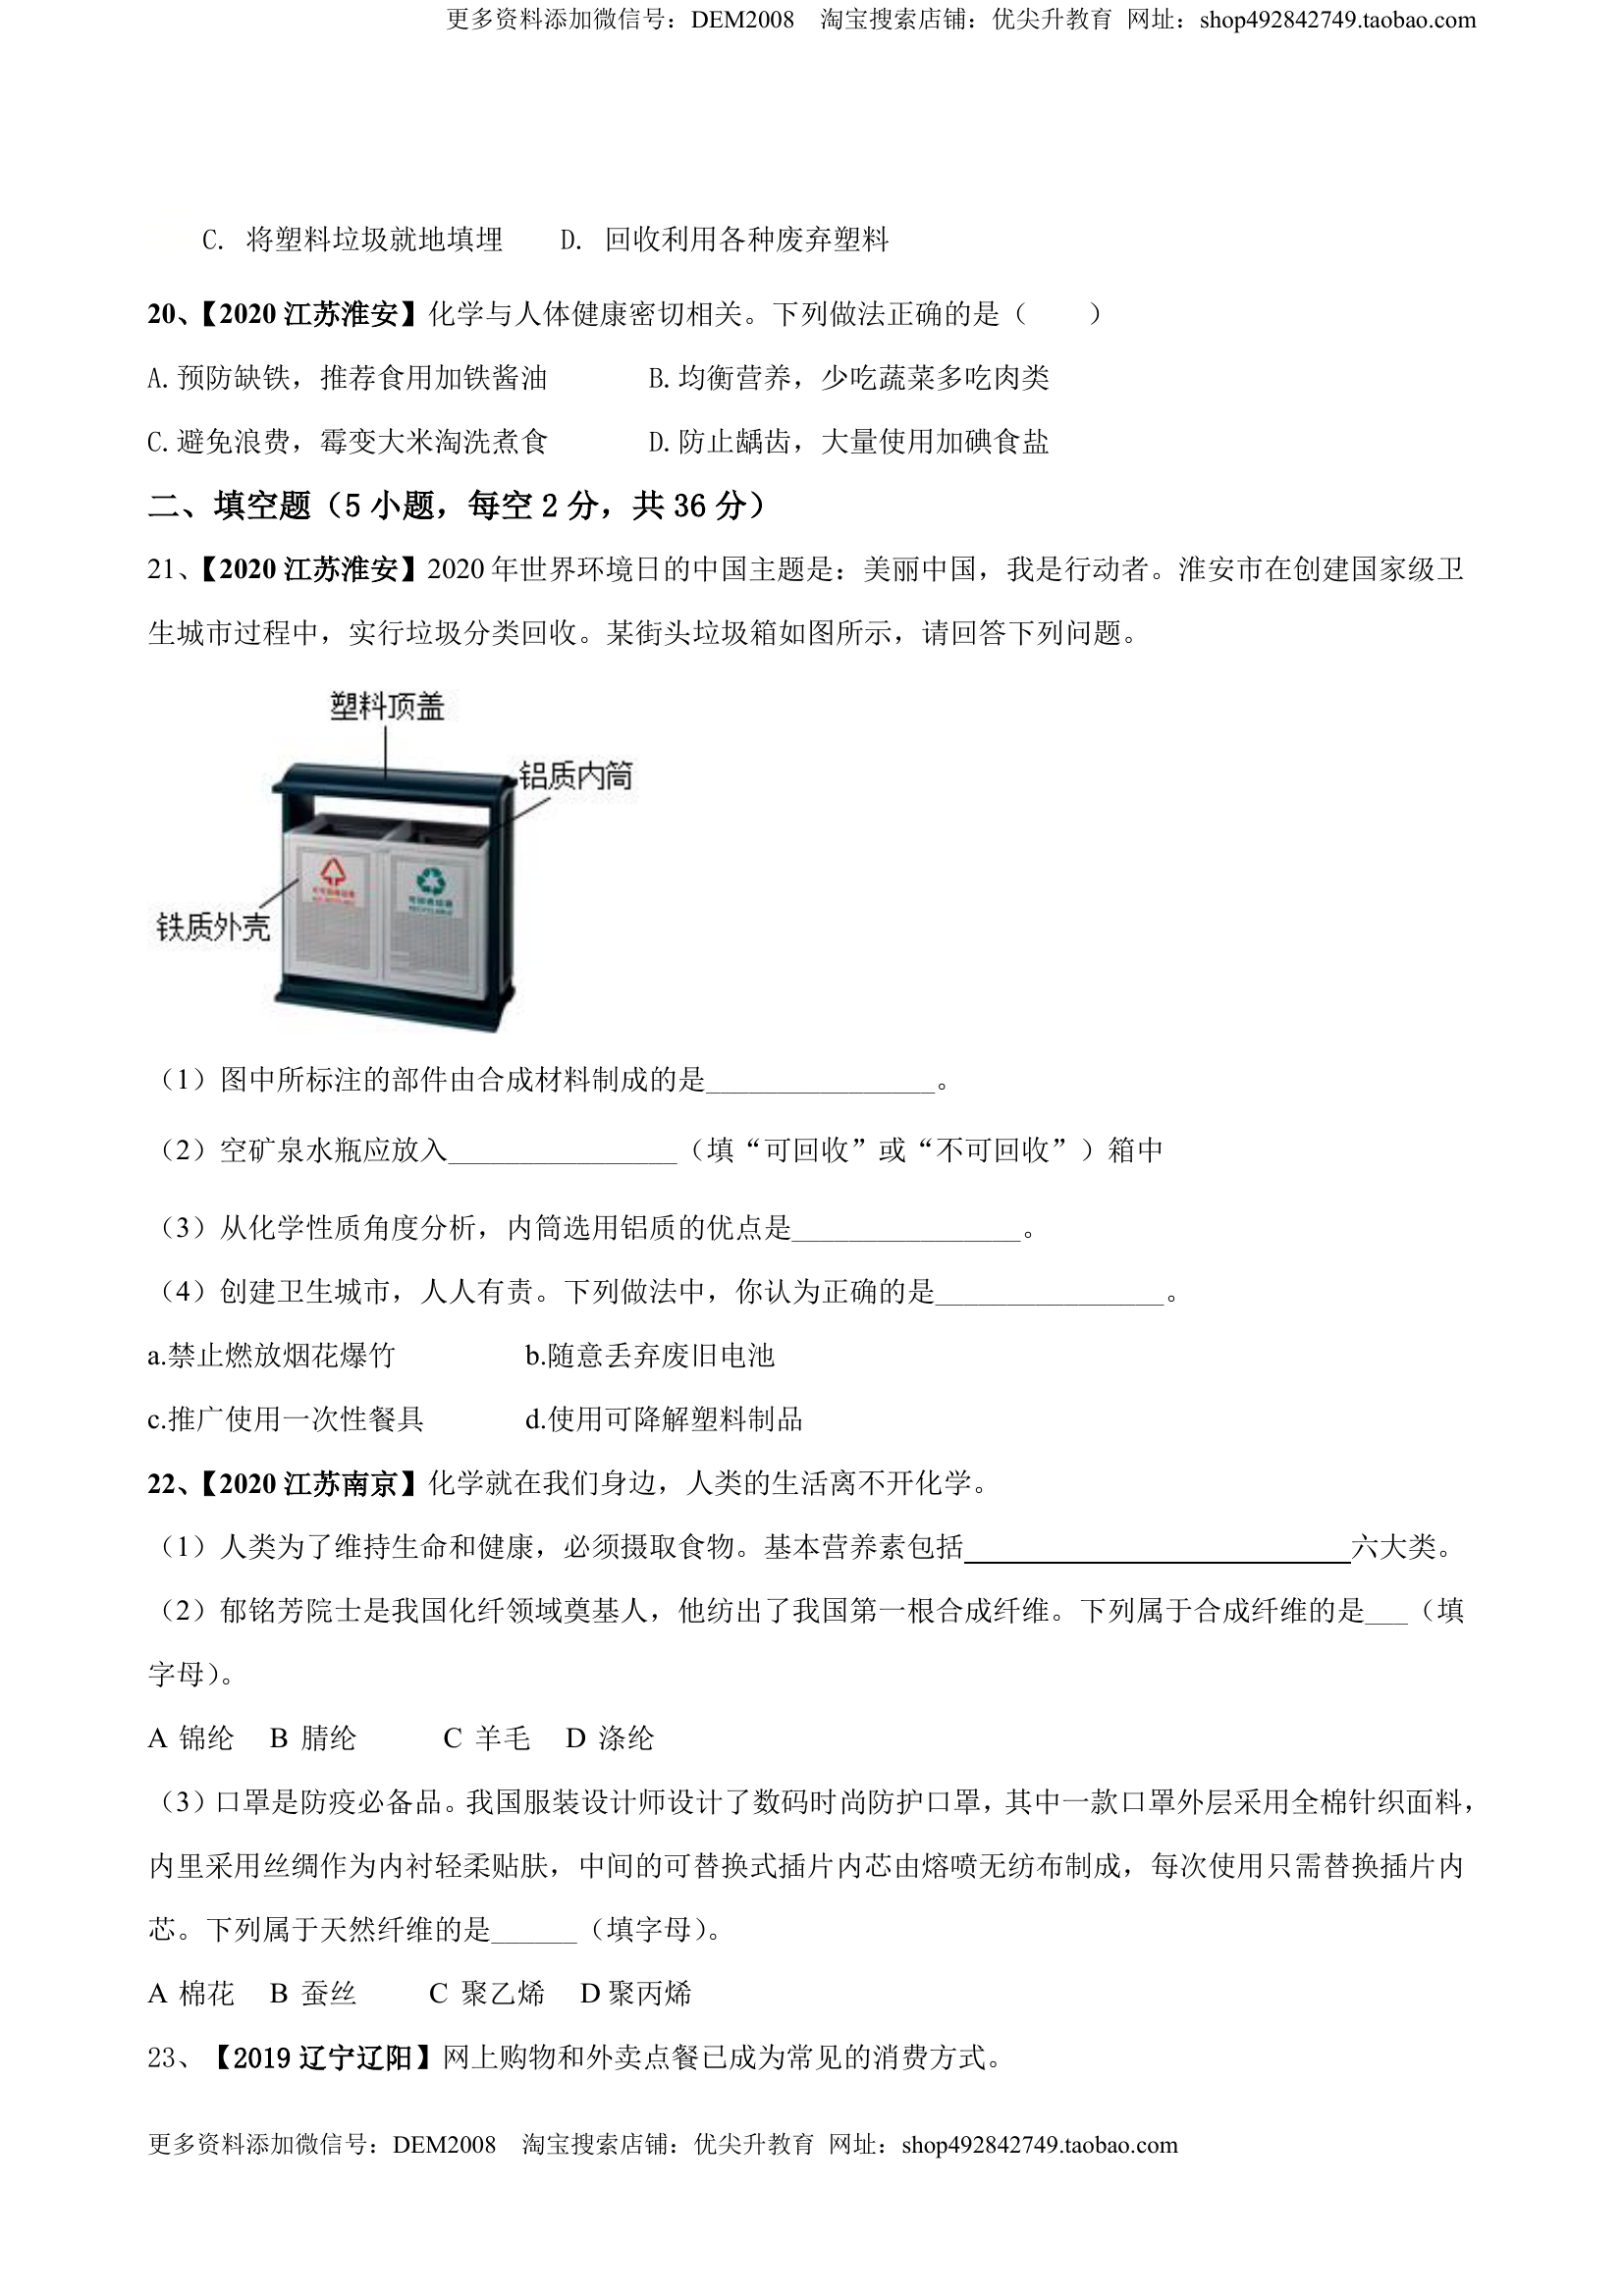 更多资料添加微信号：DEM2008 淘宝搜索店铺：优尖升教育 网址：shop492842749.taobao.com
C. 将塑料垃圾就地填埋 D. 回收利用各种废弃塑料
20、【2020 江苏淮安】化学与人体健康密切相关。下列做法正确的是（ ）
A.预防缺铁，推荐食用加铁酱油 B.均衡营养，少吃蔬菜多吃肉类
C.避免浪费，霉变大米淘洗煮食 D.防止龋齿，大量使用加碘食盐
二、填空题（5 小题，每空 2 分，共 36 分）
21、【2020 江苏淮安】2020 年世界环境日的中国主题是：美丽中国，我是行动者。淮安市在创建国家级卫
生城市过程中，实行垃圾分类回收。某街头垃圾箱如图所示，请回答下列问题。
塑料顶盖
铝质内筒
铁质外壳
（1）图中所标注的部件由合成材料制成的是________________。
（2）空矿泉水瓶应放入________________（填“可回收”或“不可回收”）箱中
（3）从化学性质角度分析，内筒选用铝质的优点是________________。
（4）创建卫生城市，人人有责。下列做法中，你认为正确的是________________。
a.禁止燃放烟花爆竹 b.随意丢弃废旧电池
c.推广使用一次性餐具 d.使用可降解塑料制品
22、【2020 江苏南京】化学就在我们身边，人类的生活离不开化学。
（1）人类为了维持生命和健康，必须摄取食物。基本营养素包括___________________________六大类。
（2）郁铭芳院士是我国化纤领域奠基人，他纺出了我国第一根合成纤维。下列属于合成纤维的是___（填
字母）。
A 锦纶 B 腈纶 C 羊毛 D 涤纶
（3）口罩是防疫必备品。我国服装设计师设计了数码时尚防护口罩，其中一款口罩外层采用全棉针织面料，
内里采用丝绸作为内衬轻柔贴肤，中间的可替换式插片内芯由熔喷无纺布制成，每次使用只需替换插片内
芯。下列属于天然纤维的是______（填字母）。
A 棉花 B 蚕丝 C 聚乙烯 D 聚丙烯
23、【2019 辽宁辽阳】网上购物和外卖点餐已成为常见的消费方式。
更多资料添加微信号：DEM2008 淘宝搜索店铺：优尖升教育 网址：shop492842749.taobao.com